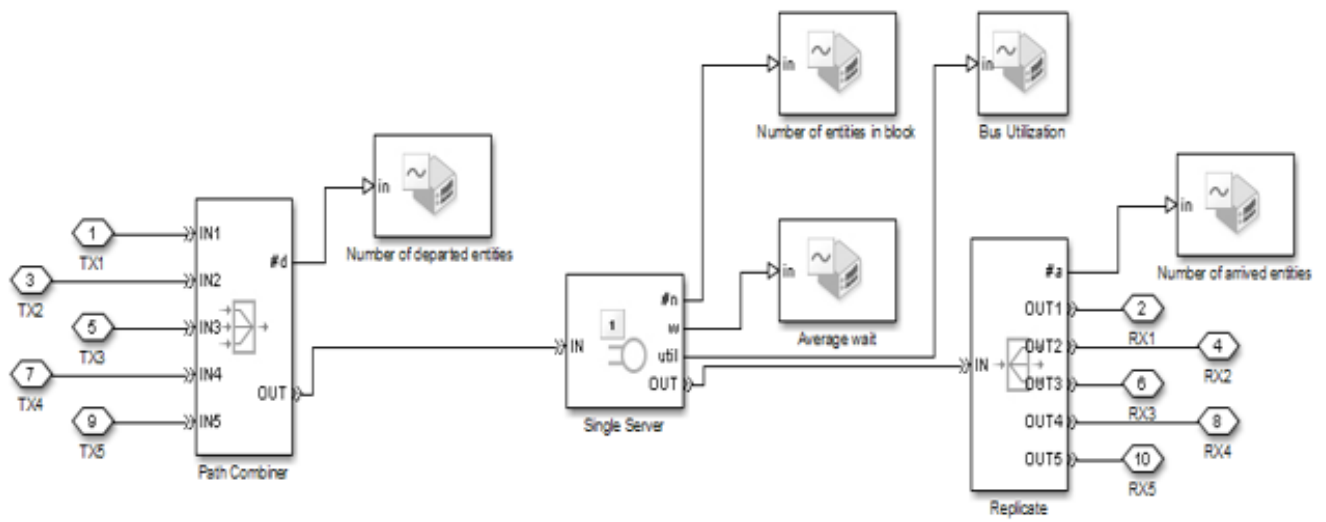 in
Number of entities in block
in
Bus Utilization
in
Number of departed entities
in
Number of arrived entities
1
TX1
3
TX2
5
TX3
7
TX4
9
TX5
IN1
IN2
IN3
IN4
IN5
#d
OUT
Path Combiner
in
Average wait
IN
1
#n
w
util
OUT
Single Server
IN
#a
OUT1
OUT2
OUT3
OUT4
OUT5
Replicate
2
RX1
4
RX2
6
RX3
8
RX4
10
RX5